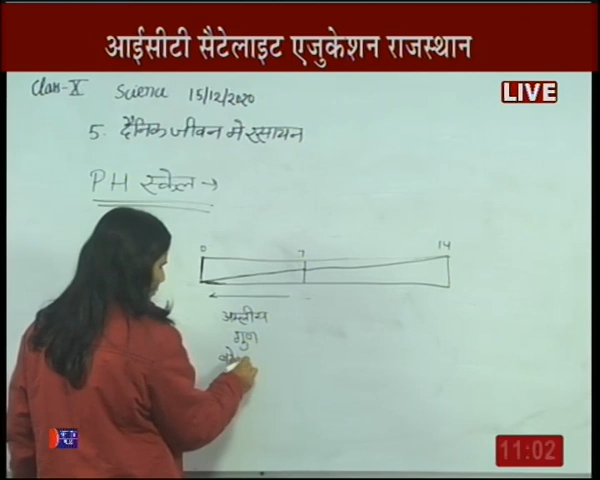 आईसीटी सैटेलाइट एजुकेशन राजस्थान
LIVE
Class-X Science 15/12/2020
5. दैनिक जीवन मे रसायन
PH स्केल →
0 7 14
अम्लीय
गुण
11:02